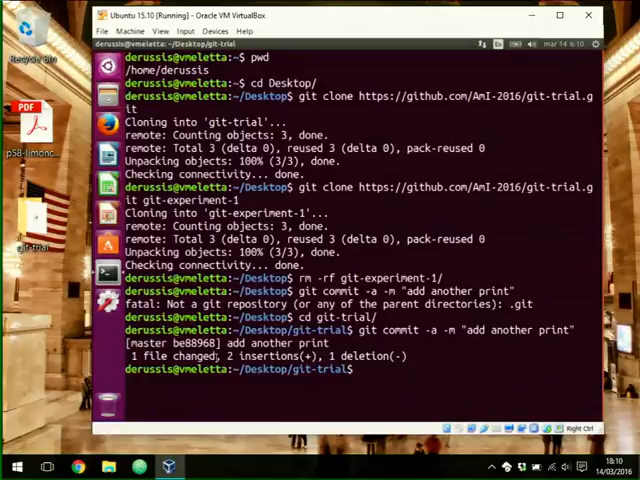 Ubuntu 15.10 [Running] - Oracle VM VirtualBox
File Machine View Input Devices Help
derussis@vmeletta: ~/Desktop/git-trial
En
mar 14 6:10
Recycle Bin
PDF
p58-limonc...
git-trial
derussis@vmeletta:~$ pwd
/home/derussis
derussis@vmeletta:~$ cd Desktop/
derussis@vmeletta:~/Desktop$ git clone https://github.com/AmI-2016/git-trial.g
it
Cloning into 'git-trial'...
remote: Counting objects: 3, done.
remote: Total 3 (delta 0), reused 3 (delta 0), pack-reused 0
Unpacking objects: 100% (3/3), done.
Checking connectivity... done.
derussis@vmeletta:~/Desktop$ git clone https://github.com/AmI-2016/git-trial.g
it git-experiment-1
Cloning into 'git-experiment-1'...
remote: Counting objects: 3, done.
remote: Total 3 (delta 0), reused 3 (delta 0), pack-reused 0
Unpacking objects: 100% (3/3), done.
Checking connectivity... done.
derussis@vmeletta:~/Desktop$ rm -rf git-experiment-1/
derussis@vmeletta:~/Desktop$ git commit -a -m "add another print"
fatal: Not a git repository (or any of the parent directories): .git
derussis@vmeletta:~/Desktop$ cd git-trial/
derussis@vmeletta:~/Desktop/git-trial$ git commit -a -m "add another print"
[master be88968] add another print
1 file changed, 2 insertions(+), 1 deletion(-)
derussis@vmeletta:~/Desktop/git-trial$
Right Ctrl
18:10
14/03/2016